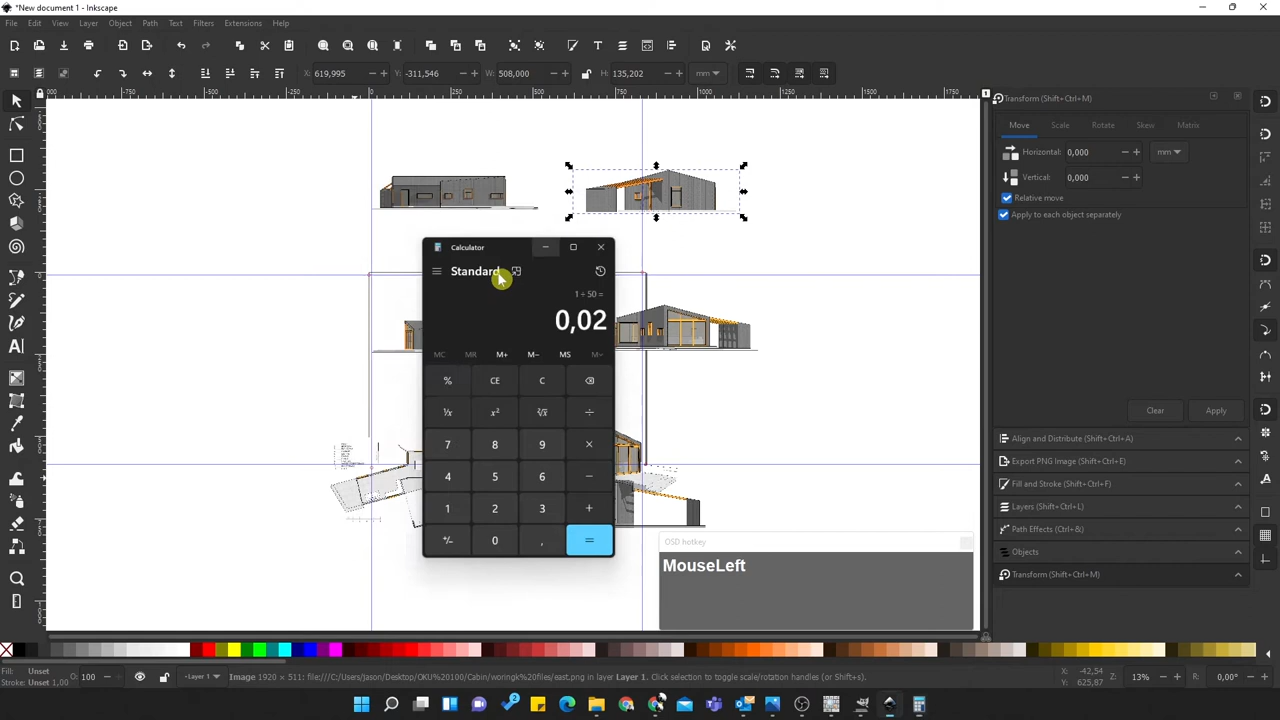 *New document 1 - Inkscape
File Edit View Layer Object Path Text Filters Extensions Help
X: 619,995 Y: -311,546 W: 508,000 H: 135,202 mm
Transform (Shift+Ctrl+M)
Move Scale Rotate Skew Matrix
Horizontal: 0,000 mm
Vertical: 0,000
Relative move
Apply to each object separately
Clear Apply
Align and Distribute (Shift+Ctrl+A)
Export PNG Image (Shift+Ctrl+E)
Fill and Stroke (Shift+Ctrl+F)
Layers (Shift+Ctrl+L)
Path Effects (Ctrl+&)
Objects
Transform (Shift+Ctrl+M)
Calculator
Standard
1 ÷ 50 =
0,02
MC MR M+ M− MS M˅
% CE C
¹/x x² ²√x ÷
7 8 9 ×
4 5 6 −
1 2 3 +
+/− 0 , =
OSD hotkey
MouseLeft
Fill: Unset
Stroke: Unset 1,00
O: 100
-Layer 1
Image 1920 × 511: file:///C:/Users/jason/Desktop/OKU%20100/Cabin/woringk%20files/east.png in layer Layer 1. Click selection to toggle scale/rotation handles (or Shift+s).
X: -42,54
Y: 625,87
Z: 13%
R: 0,00°